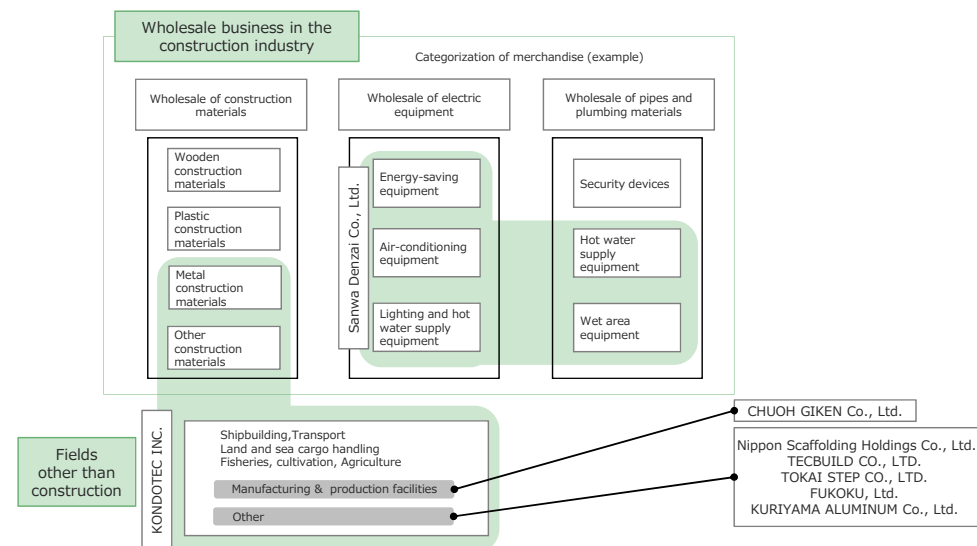 Wholesale business in the
construction industry
Categorization of merchandise (example)
Wholesale of construction
materials
Wholesale of electric
equipment
Wholesale of pipes and
plumbing materials
Wooden
construction
materials
Plastic
construction
materials
Metal
construction
materials
Other
construction
materials
Sanwa Denzai Co., Ltd.
Energy-saving
equipment
Air-conditioning
equipment
Lighting and hot
water supply
equipment
Security devices
Hot water
supply
equipment
Wet area
equipment
Fields
other than
construction
KONDOTEC INC.
Shipbuilding,Transport
Land and sea cargo handling
Fisheries, cultivation, Agriculture
Manufacturing & production facilities
Other
CHUOH GIKEN Co., Ltd.
Nippon Scaffolding Holdings Co., Ltd.
TECBUILD CO., LTD.
TOKAI STEP CO., LTD.
FUKOKU, Ltd.
KURIYAMA ALUMINUM Co., Ltd.